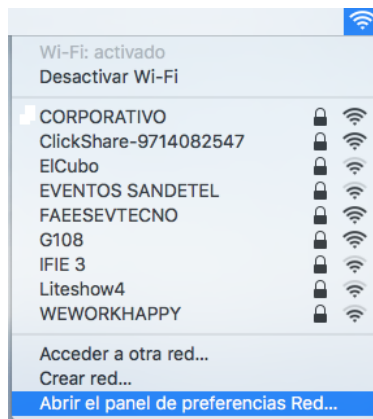 Wi-Fi: activado
Desactivar Wi-Fi
CORPORATIVO
ClickShare-9714082547
ElCubo
EVENTOS SANDETEL
FAEESEVTECNO
G108
IFIE 3
Liteshow4
WEWORKHAPPY
Acceder a otra red...
Crear red...
Abrir el panel de preferencias Red...